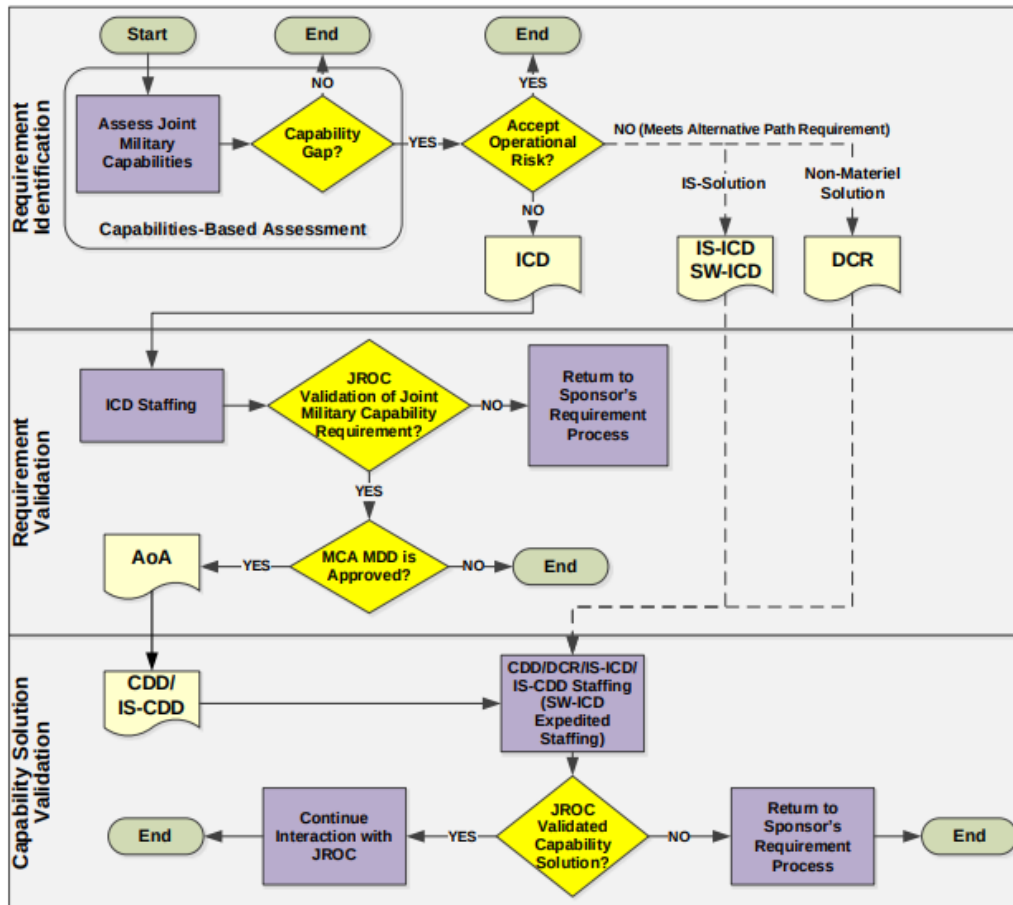 Requirement
Identification
Start
End
End
NO
YES
Assess Joint
Military
Capabilities
Capability
Gap?
YES
Accept
Operational
Risk?
NO (Meets Alternative Path Requirement)
IS-Solution
Non-Materiel
Solution
Capabilities-Based Assessment
NO
ICD
IS-ICD
SW-ICD
DCR
Requirement
Validation
ICD Staffing
JROC
Validation of Joint
Military Capability
Requirement?
NO
Return to
Sponsor's
Requirement
Process
YES
AoA
YES
MCA MDD is
Approved?
NO
End
Capability Solution
Validation
CDD/
IS-CDD
CDD/DCR/IS-ICD/
IS-CDD Staffing
(SW-ICD
Expedited
Staffing)
End
Continue
Interaction with
JROC
YES
JROC
Validated
Capability
Solution?
NO
Return to
Sponsor's
Requirement
Process
End